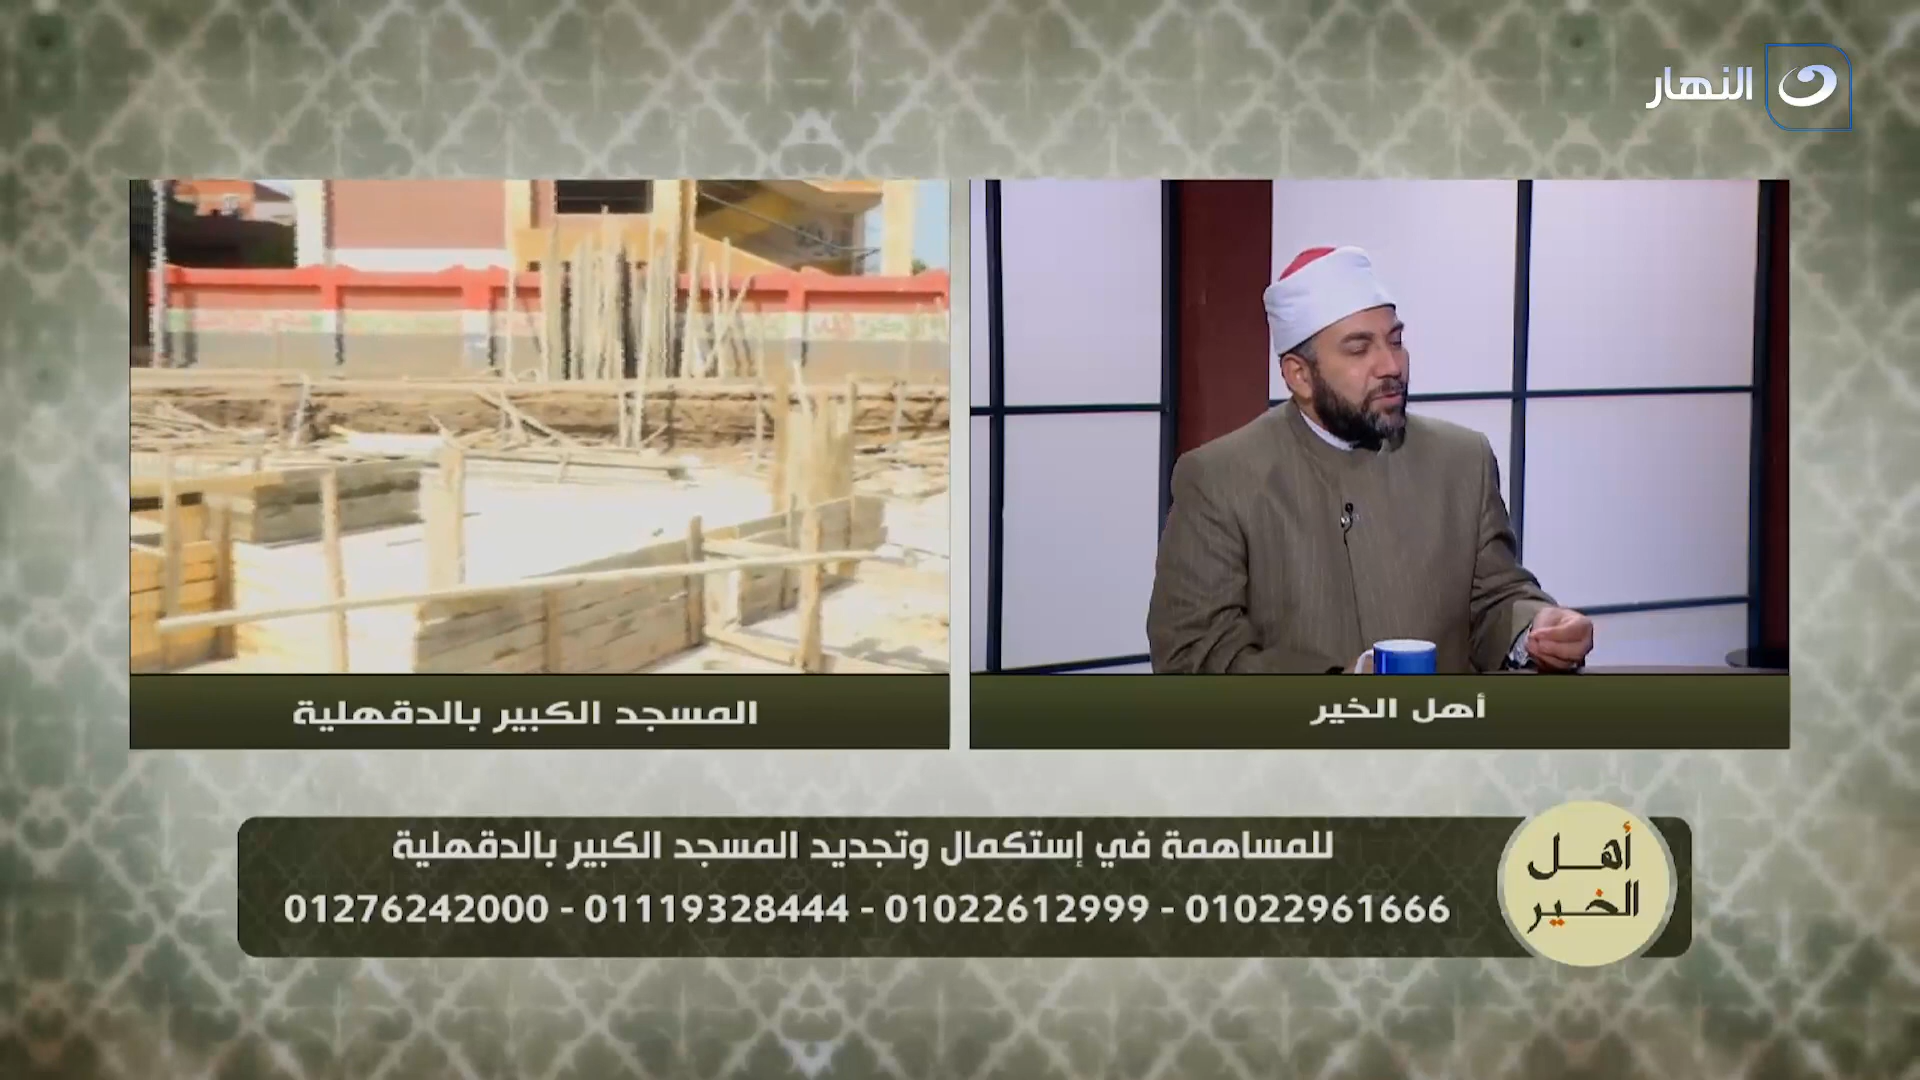 النهار
أهل الخير
المسجد الكبير بالدقهلية
للمساهمة في إستكمال وتجديد المسجد الكبير بالدقهلية
01276242000 - 01119328444 - 01022612999 - 01022961666
أهل
الخير